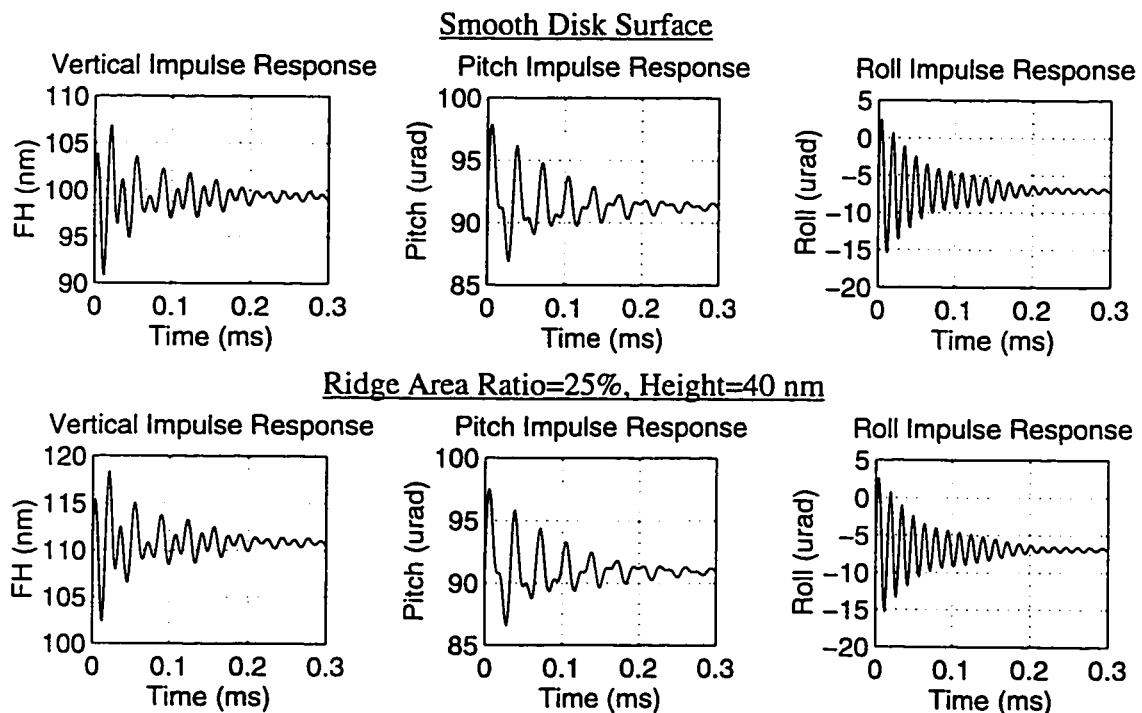 Smooth Disk Surface
Vertical Impulse Response
Pitch Impulse Response
Roll Impulse Response
110
105
100
95
90
FH (nm)
0 0.1 0.2 0.3
Time (ms)
100
95
90
85
Pitch (urad)
0 0.1 0.2 0.3
Time (ms)
5
0
−5
−10
−15
−20
Roll (urad)
0 0.1 0.2 0.3
Time (ms)
Ridge Area Ratio=25%, Height=40 nm
Vertical Impulse Response
Pitch Impulse Response
Roll Impulse Response
120
115
110
105
100
FH (nm)
0 0.1 0.2 0.3
Time (ms)
100
95
90
85
Pitch (urad)
0 0.1 0.2 0.3
Time (ms)
5
0
−5
−10
−15
−20
Roll (urad)
0 0.1 0.2 0.3
Time (ms)